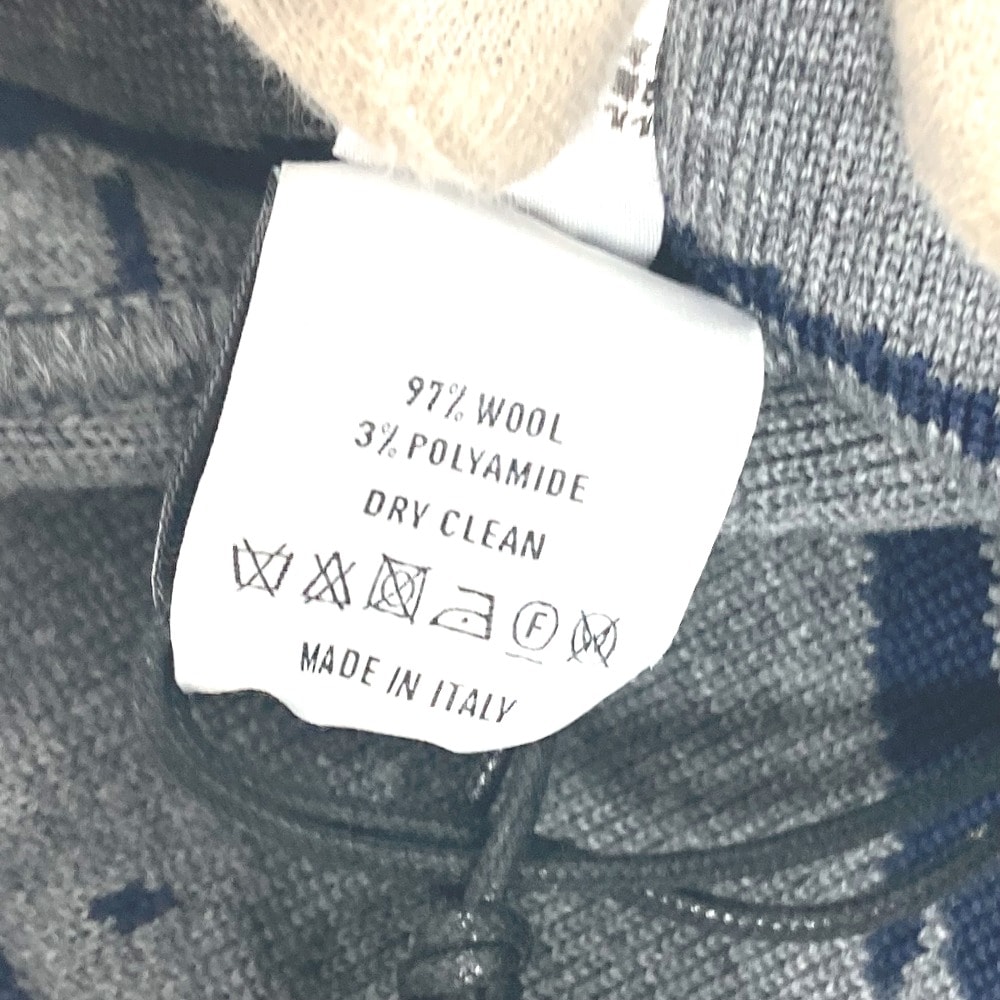 97% WOOL
3% POLYAMIDE
DRY CLEAN
F
W
MADE IN ITALY